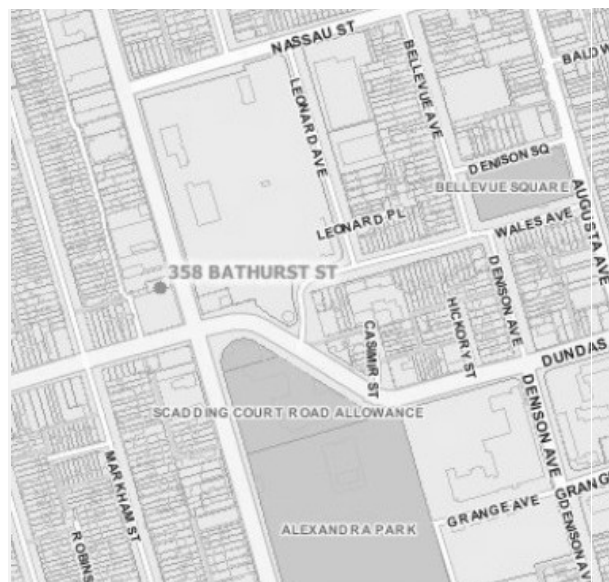 NASSAU ST
BELLEVUE AVE
BALDW
LEONARD AVE
DENISON SQ
BELLEVUE SQUARE
AUGUSTA AVE
LEONARD PL
WALES AVE
358 BATHURST ST
DENISON AVE
HICKORY ST
CASIMIR ST
DUNDAS
SCADDING COURT ROAD ALLOWANCE
DENISON AVE
MARKHAM ST
GRANGE
GRANGE AVE
ALEXANDRA PARK
ROBINS
DENISON AV